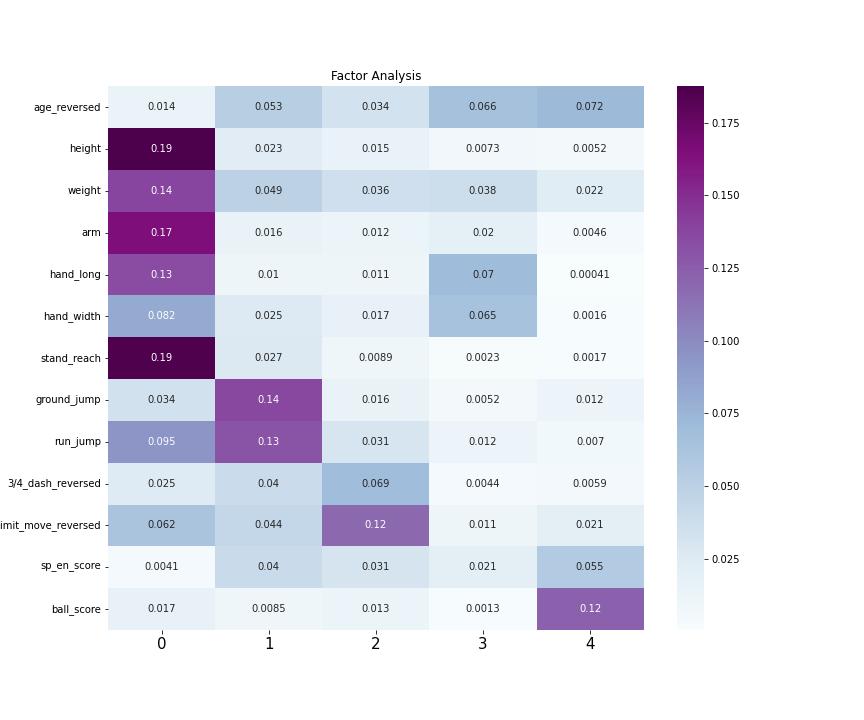 Factor Analysis
age_reversed 0.014 0.053 0.034 0.066 0.072
height 0.19 0.023 0.015 0.0073 0.0052
weight 0.14 0.049 0.036 0.038 0.022
arm 0.17 0.016 0.012 0.02 0.0046
hand_long 0.13 0.01 0.011 0.07 0.00041
hand_width 0.082 0.025 0.017 0.065 0.0016
stand_reach 0.19 0.027 0.0089 0.0023 0.0017
ground_jump 0.034 0.14 0.016 0.0052 0.012
run_jump 0.095 0.13 0.031 0.012 0.007
3/4_dash_reversed 0.025 0.04 0.069 0.0044 0.0059
imit_move_reversed 0.062 0.044 0.12 0.011 0.021
sp_en_score 0.0041 0.04 0.031 0.021 0.055
ball_score 0.017 0.0085 0.013 0.0013 0.12
0 1 2 3 4
0.175
0.150
0.125
0.100
0.075
0.050
0.025